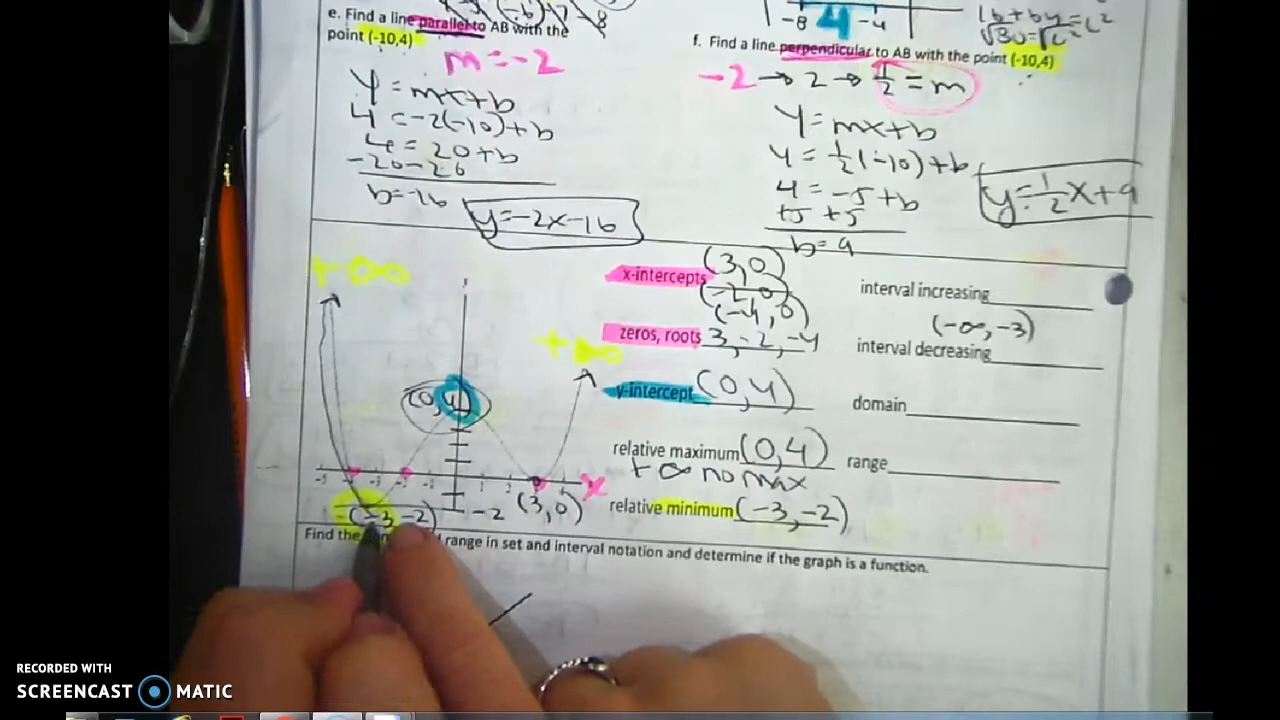 e. Find a line parallel to AB with the
point (-10,4)
m = -2
y = mx+b
4 = -2(-10)+b
4 = 20+b
-20 -20
b = -16
y = -2x-16
-8 4 -4
f. Find a line perpendicular to AB with the point (-10,4)
-2 → 2 → 1/2 = m
y = mx+b
4 = 1/2(-10)+b
4 = -5+b
+5 +5
b = 9
y = 1/2x+9
+∞
+∞
(0,4)
x
(-3,-2)
-2
(3,0)
x-intercepts (3,0)
(-2,0)
(-4,0)
zeros, roots 3, -2, -4
y-intercept (0,4)
relative maximum (0,4)
+∞ no max
relative minimum (-3,-2)
interval increasing
(-∞,-3)
interval decreasing
domain
range
Find the range in set and interval notation and determine if the graph is a function.
RECORDED WITH
SCREENCAST MATIC